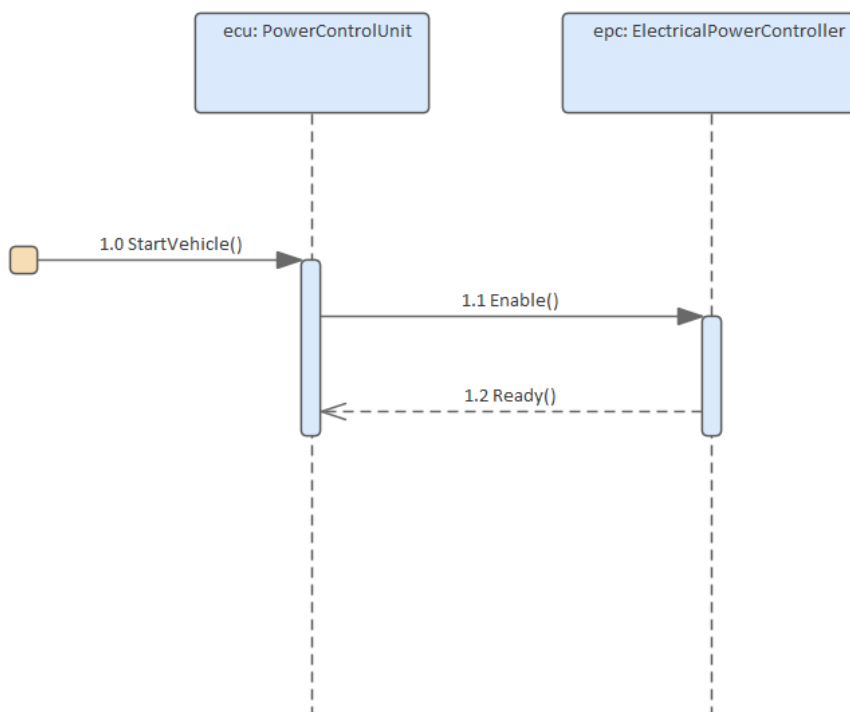 ecu: PowerControlUnit
epc: ElectricalPowerController
1.0 StartVehicle()
1.1 Enable()
1.2 Ready()